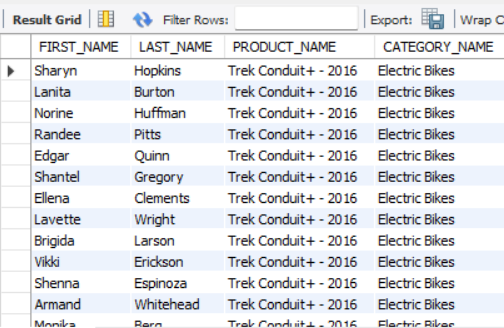 Result Grid Filter Rows: Export: Wrap C
FIRST_NAME LAST_NAME PRODUCT_NAME CATEGORY_NAME
Sharyn Hopkins Trek Conduit+ - 2016 Electric Bikes
Lanita Burton Trek Conduit+ - 2016 Electric Bikes
Norine Huffman Trek Conduit+ - 2016 Electric Bikes
Randee Pitts Trek Conduit+ - 2016 Electric Bikes
Edgar Quinn Trek Conduit+ - 2016 Electric Bikes
Shantel Gregory Trek Conduit+ - 2016 Electric Bikes
Ellena Clements Trek Conduit+ - 2016 Electric Bikes
Lavette Wright Trek Conduit+ - 2016 Electric Bikes
Brigida Larson Trek Conduit+ - 2016 Electric Bikes
Vikki Erickson Trek Conduit+ - 2016 Electric Bikes
Shenna Espinoza Trek Conduit+ - 2016 Electric Bikes
Armand Whitehead Trek Conduit+ - 2016 Electric Bikes
Monika Berg Trek Conduit+ - 2016 Electric Bikes